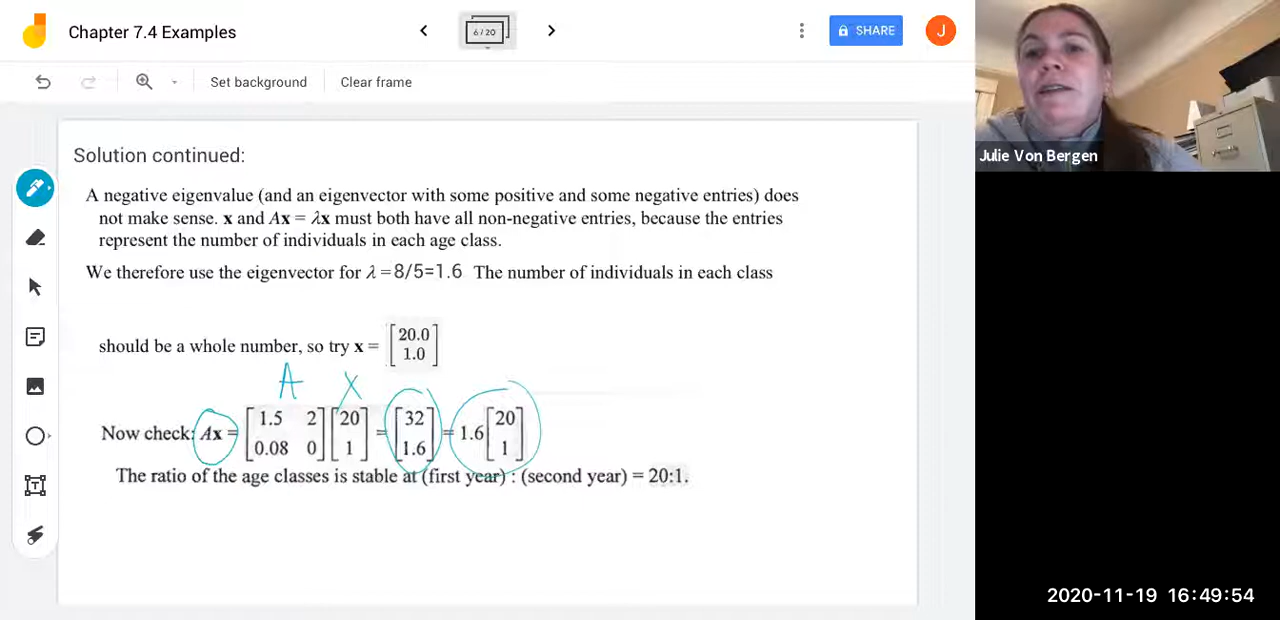 Chapter 7.4 Examples
6 / 20
SHARE
J
Set background
Clear frame
Julie Von Bergen
Solution continued:
A negative eigenvalue (and an eigenvector with some positive and some negative entries) does
not make sense. x and Ax = λx must both have all non-negative entries, because the entries
represent the number of individuals in each age class.
We therefore use the eigenvector for λ =8/5=1.6 The number of individuals in each class
should be a whole number, so try x = [20.0 1.0]
A X
Now check: Ax = [1.5 2 0.08 0] [20 1] = [32 1.6] = 1.6 [20 1]
The ratio of the age classes is stable at (first year) : (second year) = 20:1.
2020-11-19 16:49:54